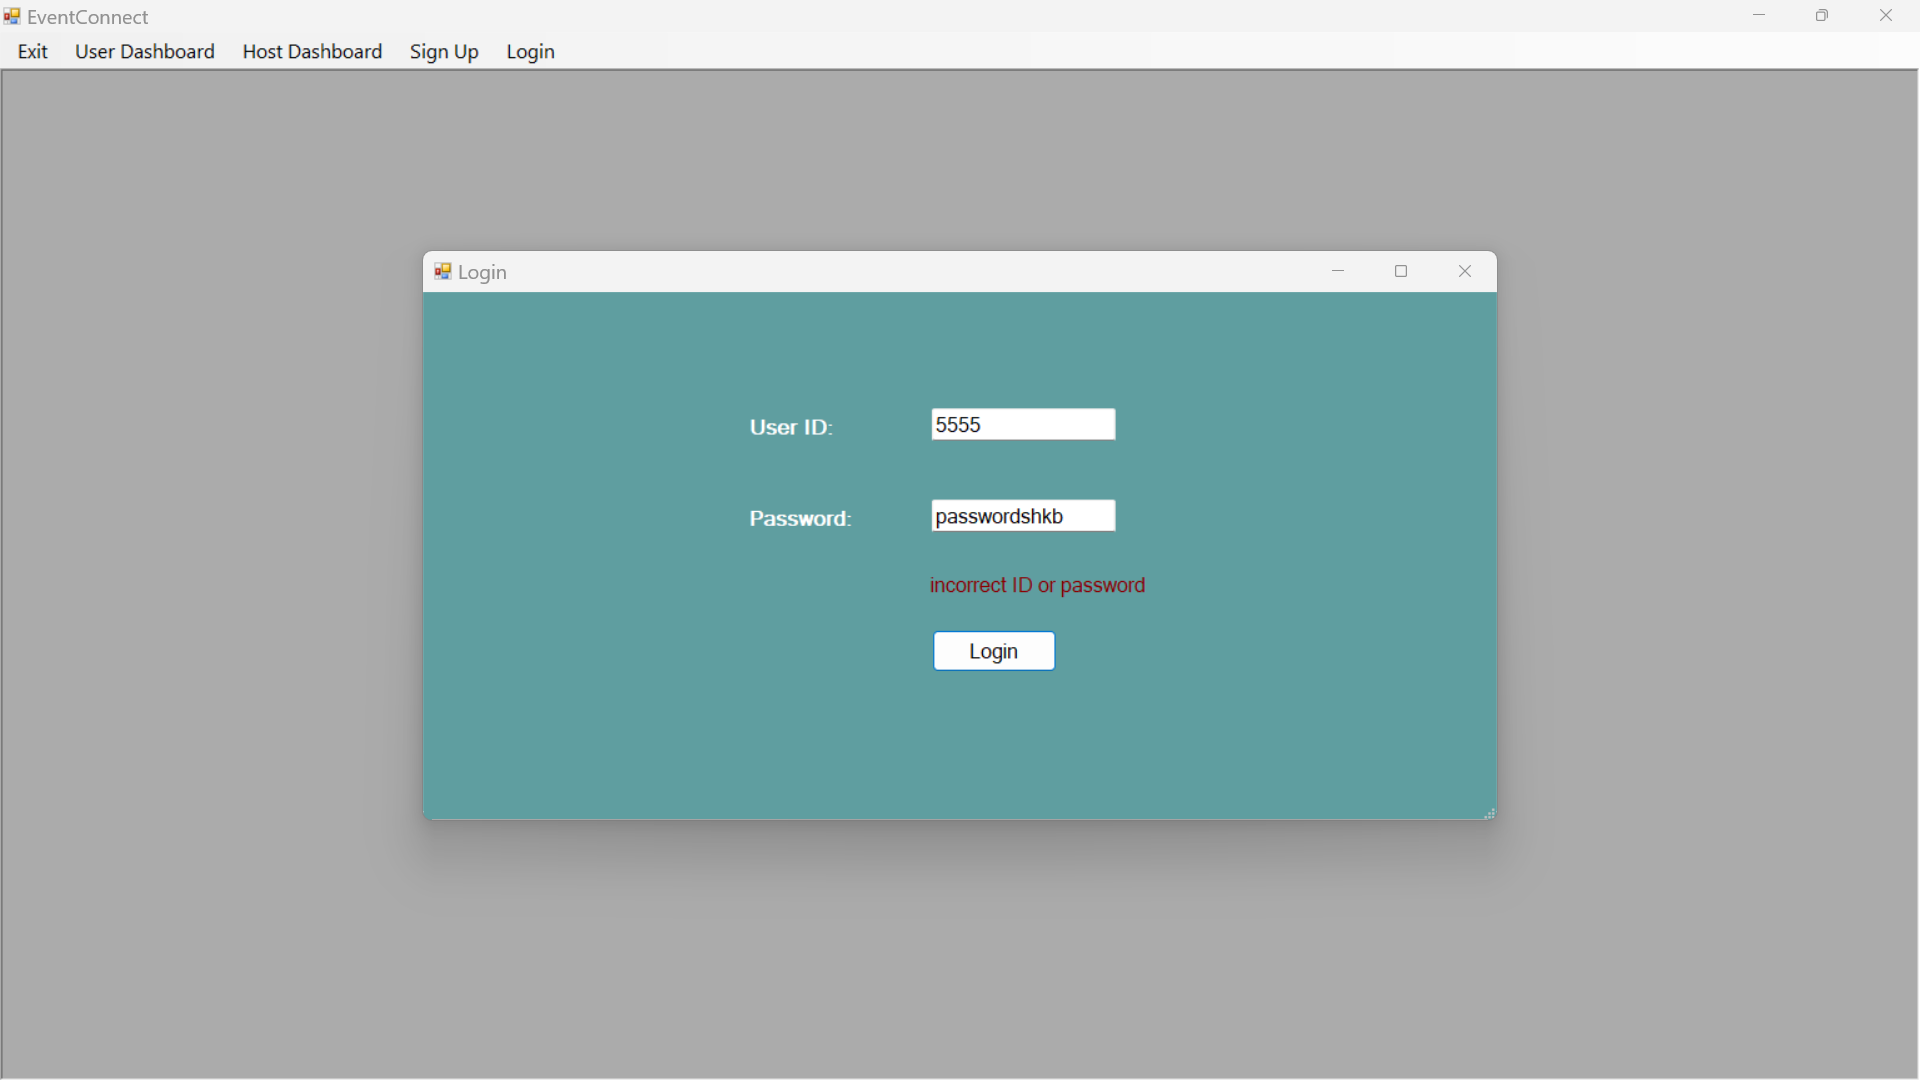 EventConnect
Exit User Dashboard Host Dashboard Sign Up Login
Login
User ID: 5555
Password: passwordshkb
incorrect ID or password
Login